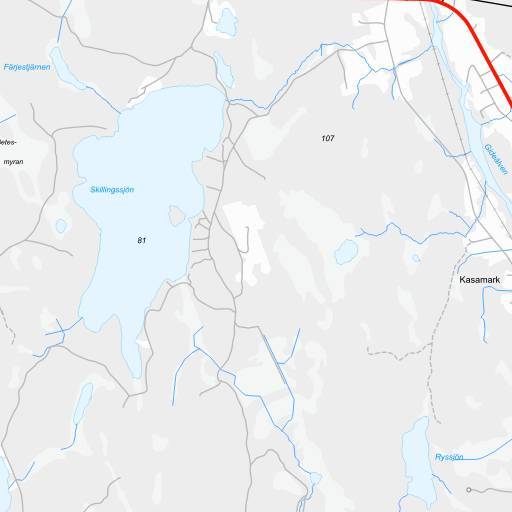 Färjestjärnen
107
myran
Gideälven
Skillingssjön
81
Kasamark
Ryssjön